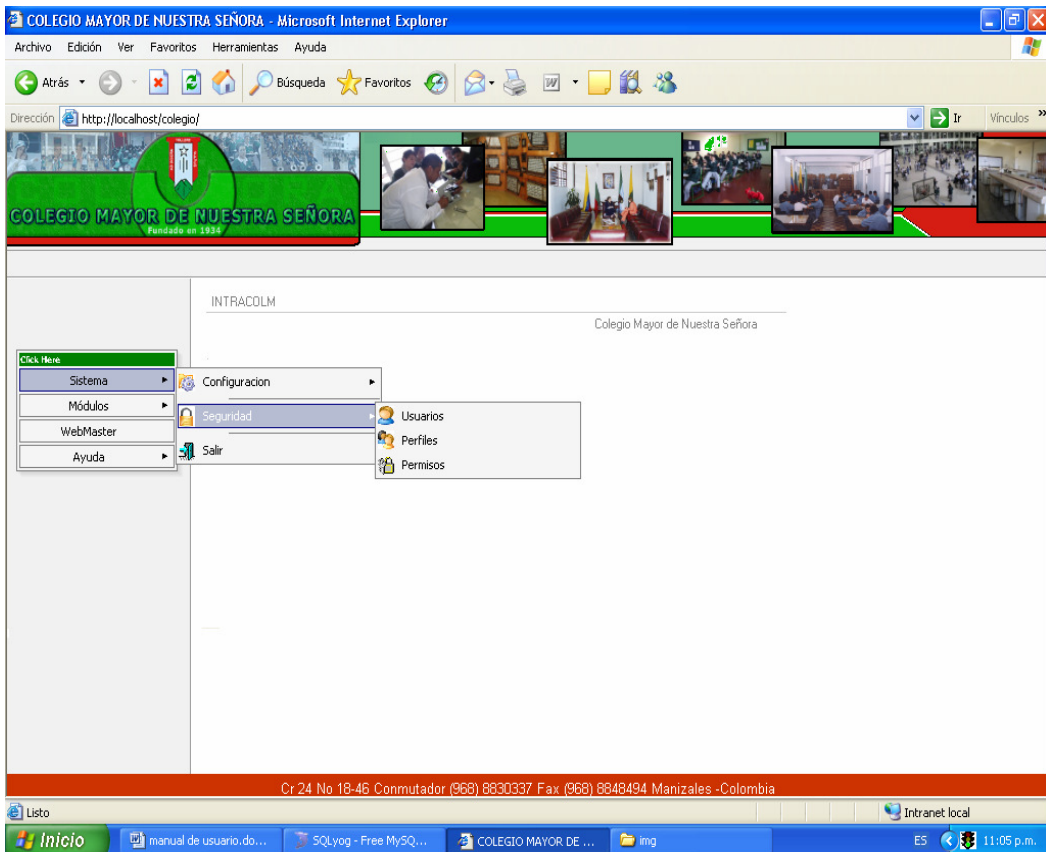 COLEGIO MAYOR DE NUESTRA SEÑORA - Microsoft Internet Explorer
Archivo Edición Ver Favoritos Herramientas Ayuda
Atrás Búsqueda Favoritos
Dirección http://localhost/colegio/ Ir Vínculos »
COLEGIO MAYOR DE NUESTRA SEÑORA
Fundado en 1934
INTRACOLM
Colegio Mayor de Nuestra Señora
Click Here
Sistema
Módulos
WebMaster
Ayuda
Configuracion
Seguridad
Salir
Usuarios
Perfiles
Permisos
Cr 24 No 18-46 Conmutador (968) 8830337 Fax (968) 8848494 Manizales -Colombia
Listo Intranet local
Inicio manual de usuario.do... SQLyog - Free MySQ... COLEGIO MAYOR DE ... img ES 11:05 p.m.